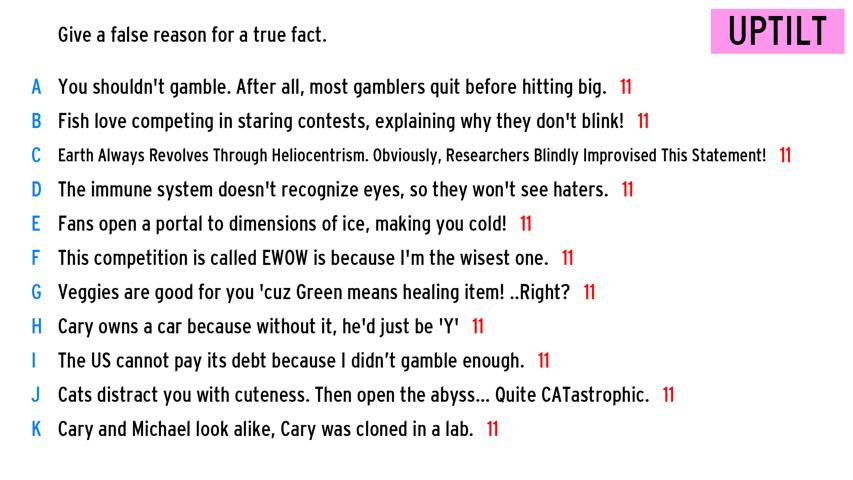 Give a false reason for a true fact.
UPTILT
A You shouldn't gamble. After all, most gamblers quit before hitting big. 11
B Fish love competing in staring contests, explaining why they don't blink! 11
C Earth Always Revolves Through Heliocentrism. Obviously, Researchers Blindly Improvised This Statement! 11
D The immune system doesn't recognize eyes, so they won't see haters. 11
E Fans open a portal to dimensions of ice, making you cold! 11
F This competition is called EWOW is because I'm the wisest one. 11
G Veggies are good for you 'cuz Green means healing item! ..Right? 11
H Cary owns a car because without it, he'd just be 'Y' 11
I The US cannot pay its debt because I didn’t gamble enough. 11
J Cats distract you with cuteness. Then open the abyss... Quite CATastrophic. 11
K Cary and Michael look alike, Cary was cloned in a lab. 11